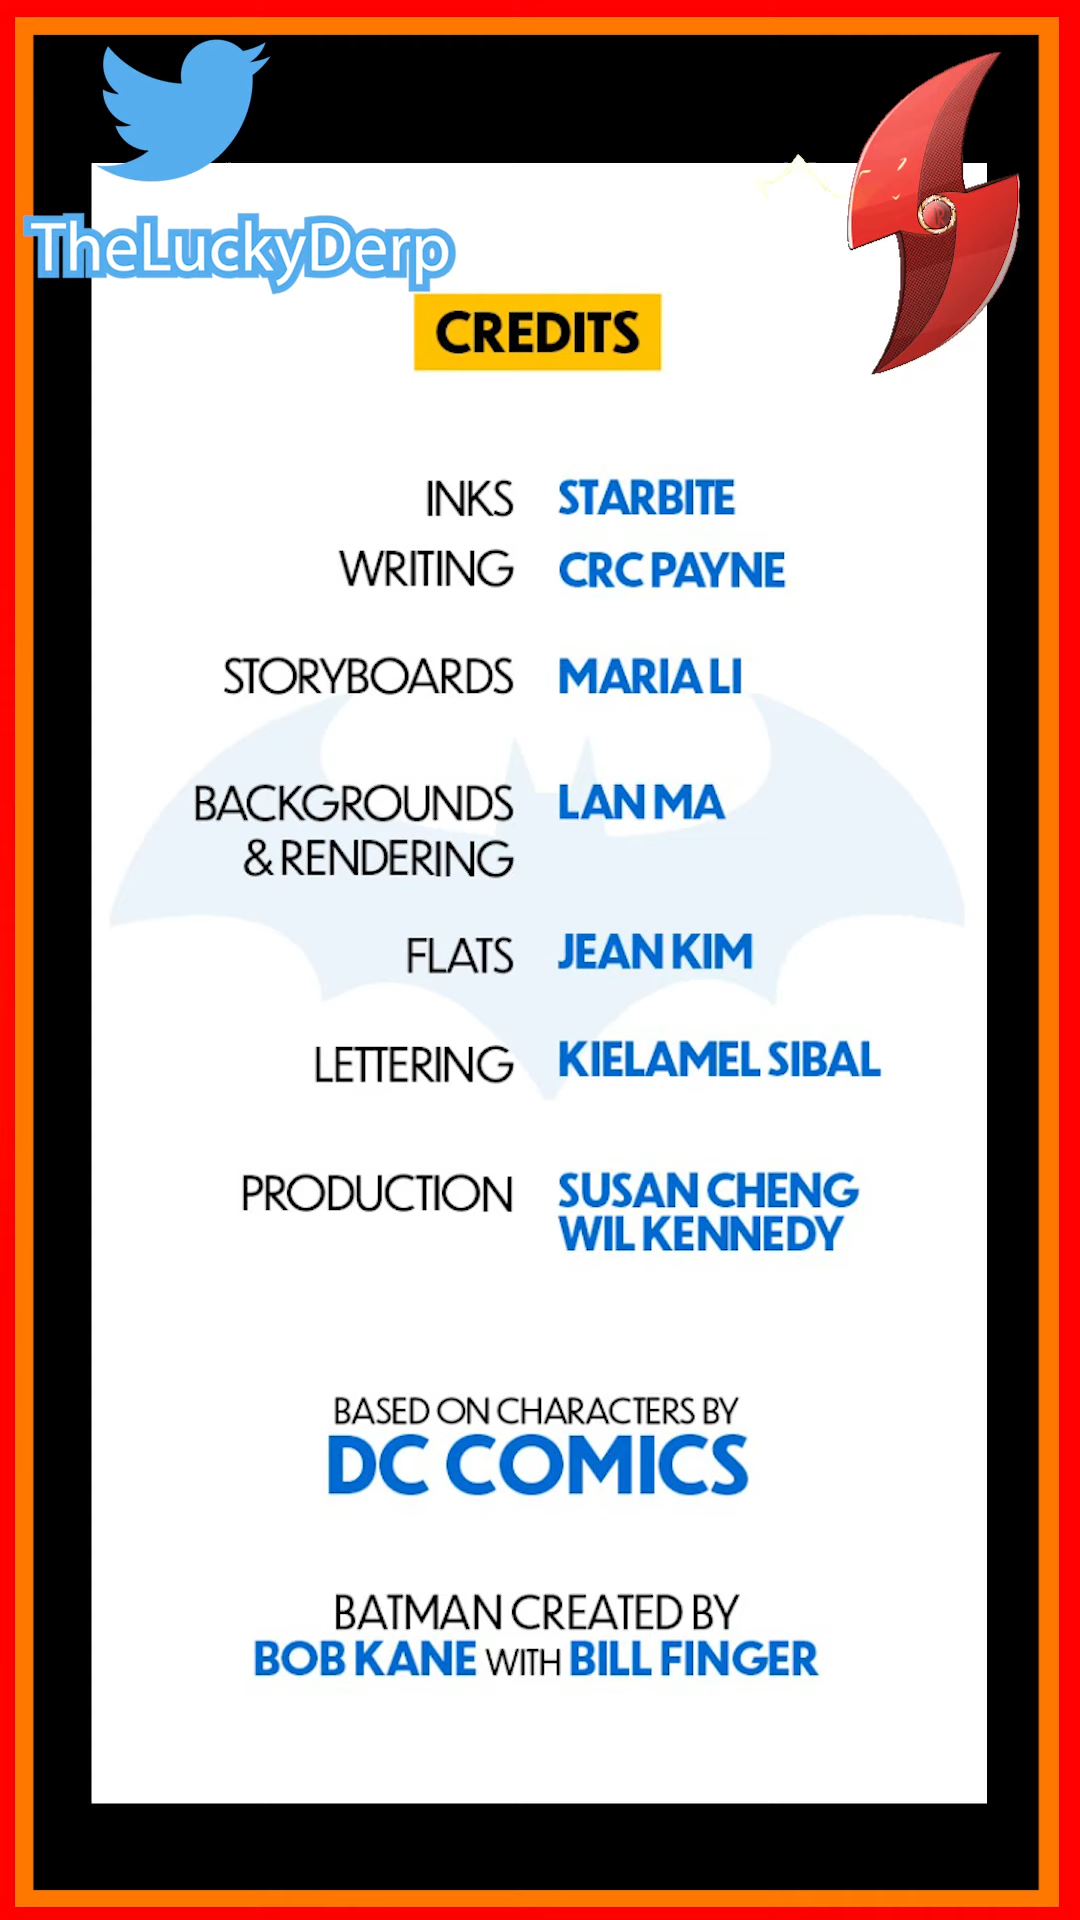 TheLuckyDerp
R
CREDITS
INKS STARBITE
WRITING CRC PAYNE
STORYBOARDS MARIA LI
BACKGROUNDS LAN MA
& RENDERING
FLATS JEAN KIM
LETTERING KIELAMEL SIBAL
PRODUCTION SUSAN CHENG
WIL KENNEDY
BASED ON CHARACTERS BY
DC COMICS
BATMAN CREATED BY
BOB KANE WITH BILL FINGER